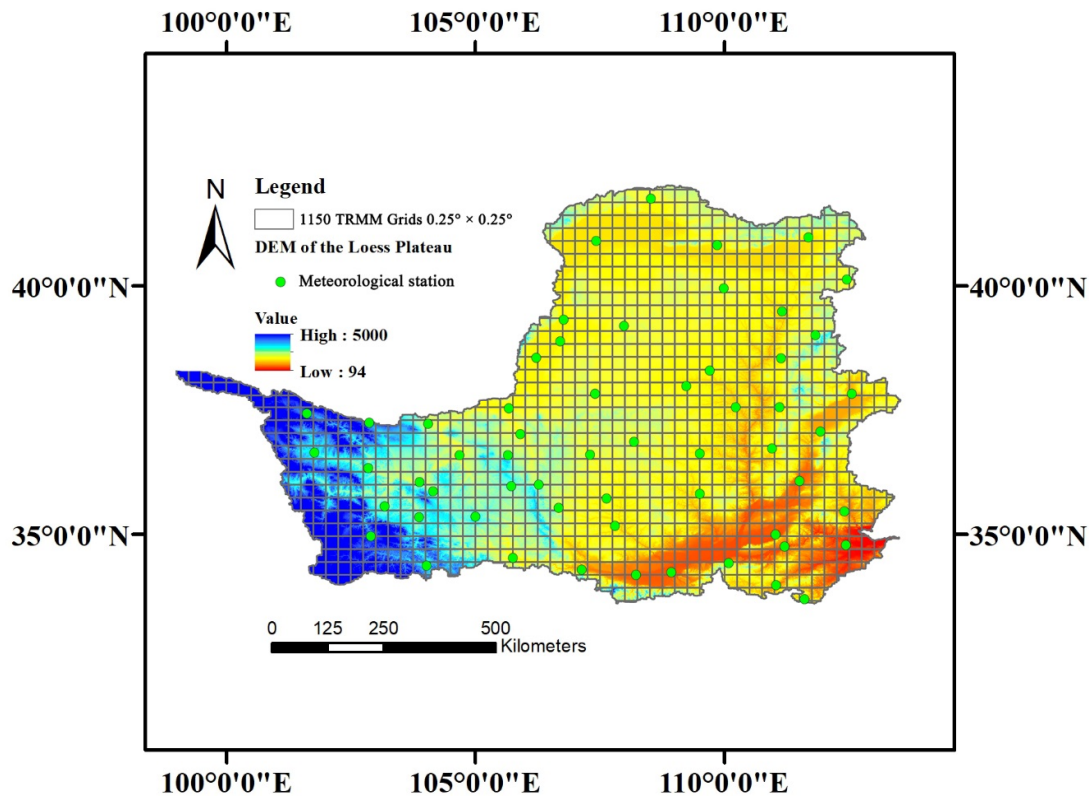 100°0'0"E 105°0'0"E 110°0'0"E
N
Legend
1150 TRMM Grids 0.25° × 0.25°
DEM of the Loess Plateau
Meteorological station
Value
High : 5000
Low : 94
40°0'0"N 40°0'0"N
35°0'0"N 35°0'0"N
0 125 250 500
Kilometers
100°0'0"E 105°0'0"E 110°0'0"E